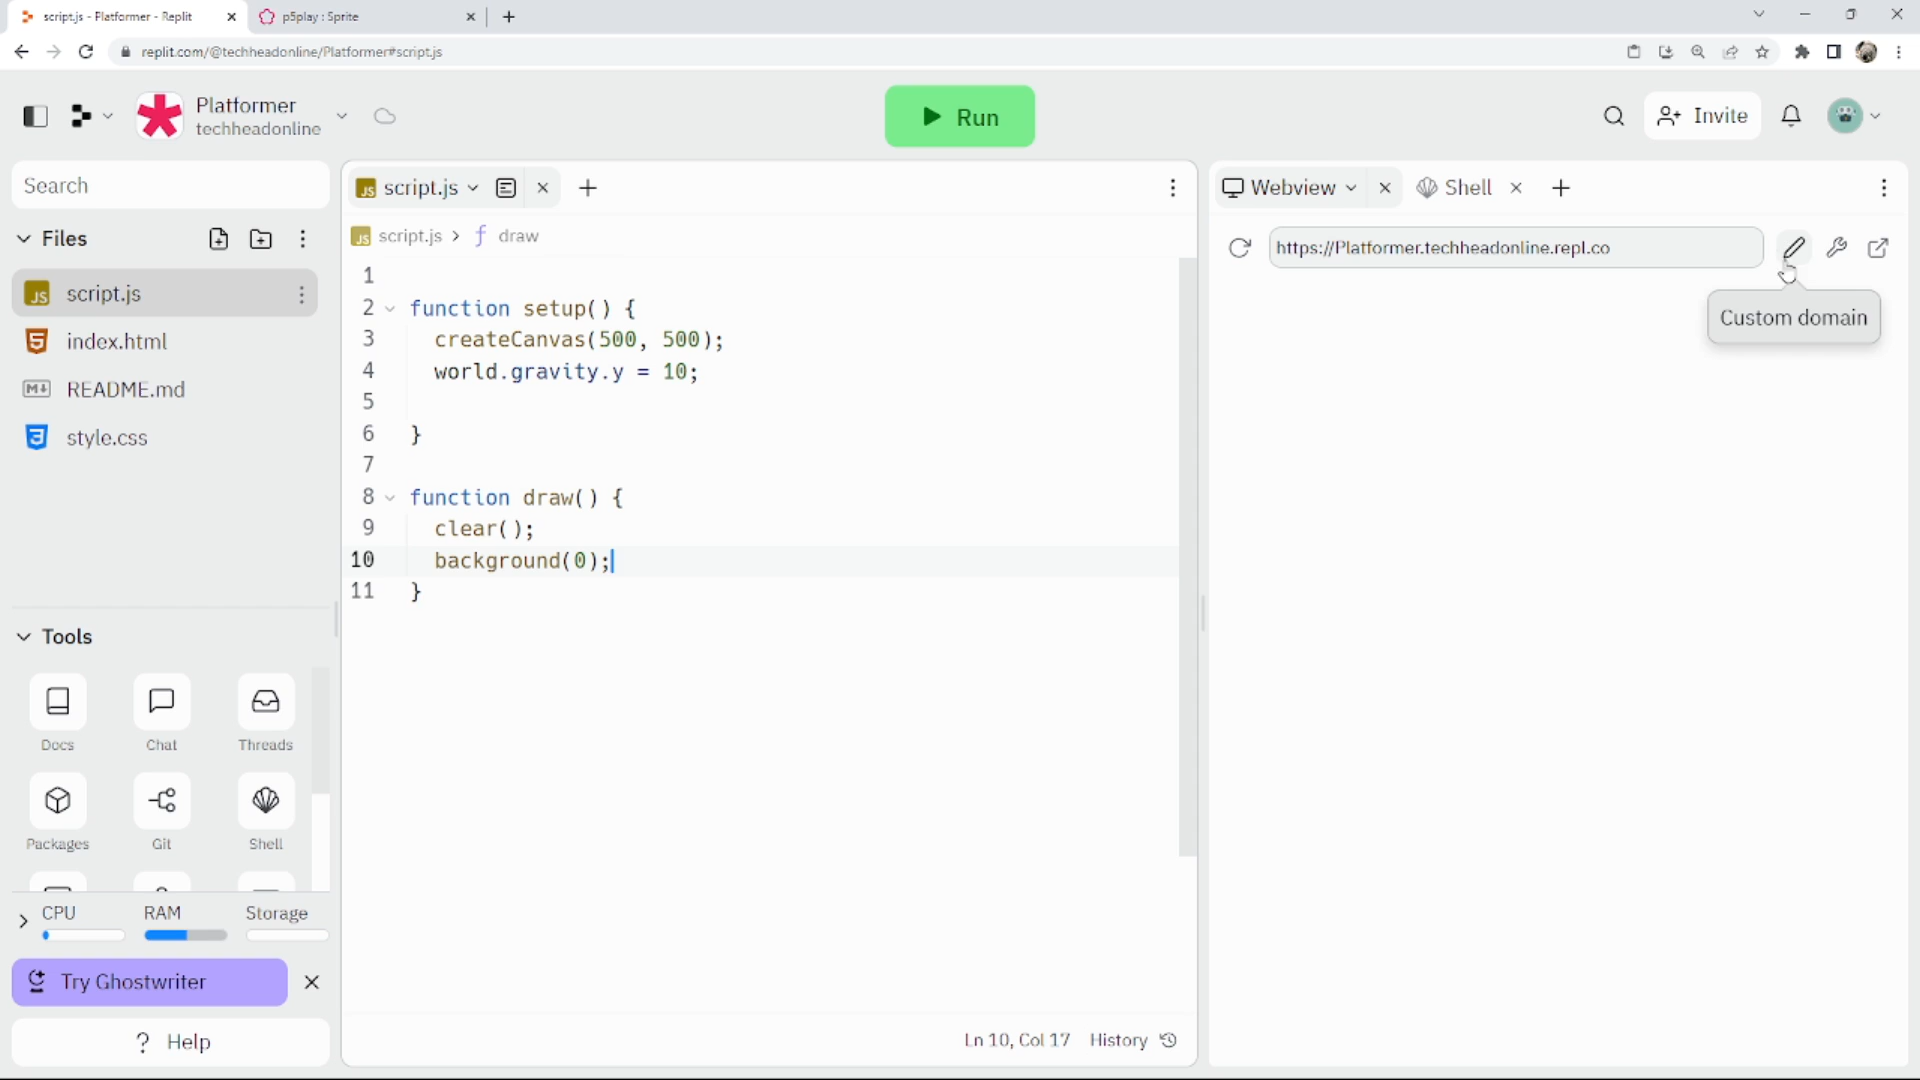 script.js - Platformer - Replit
p5play : Sprite
replit.com/@techheadonline/Platformer#script.js
Platformer
techheadonline
Run
Invite
Search
Files
script.js
index.html
README.md
style.css
Tools
Docs
Chat
Threads
Packages
Git
Shell
CPU
RAM
Storage
Try Ghostwriter
? Help
JS script.js
JS script.js > f draw
1
2 function setup() {
3 createCanvas(500, 500);
4 world.gravity.y = 10;
5
6 }
7
8 function draw() {
9 clear();
10 background(0);
11 }
Ln 10, Col 17 History
Webview
Shell
https://Platformer.techheadonline.repl.co
Custom domain